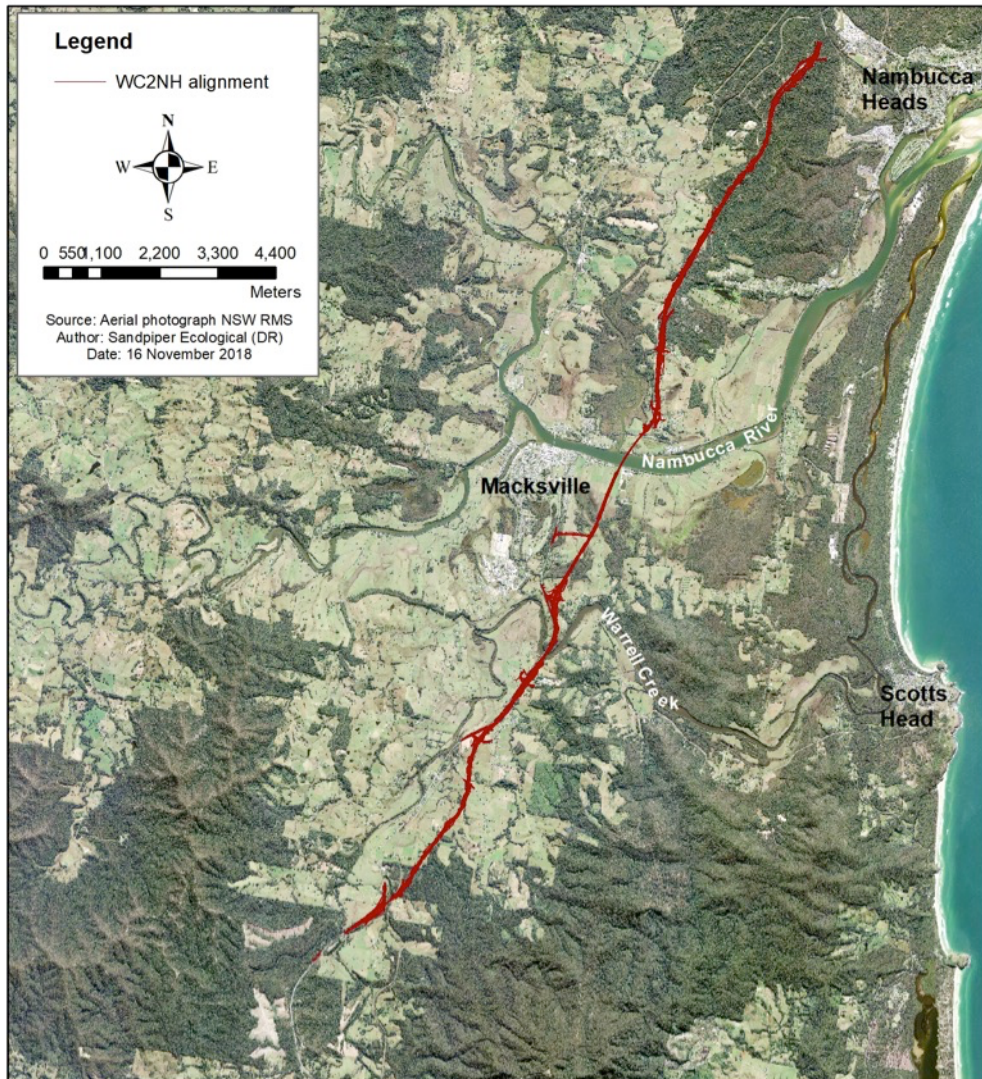 Legend
WC2NH alignment
N
W E
S
0 550 1,100 2,200 3,300 4,400
Meters
Source: Aerial photograph NSW RMS
Author: Sandpiper Ecological (DR)
Date: 16 November 2018
Nambucca
Heads
Nambucca River
Macksville
Warrell Creek
Scotts
Head